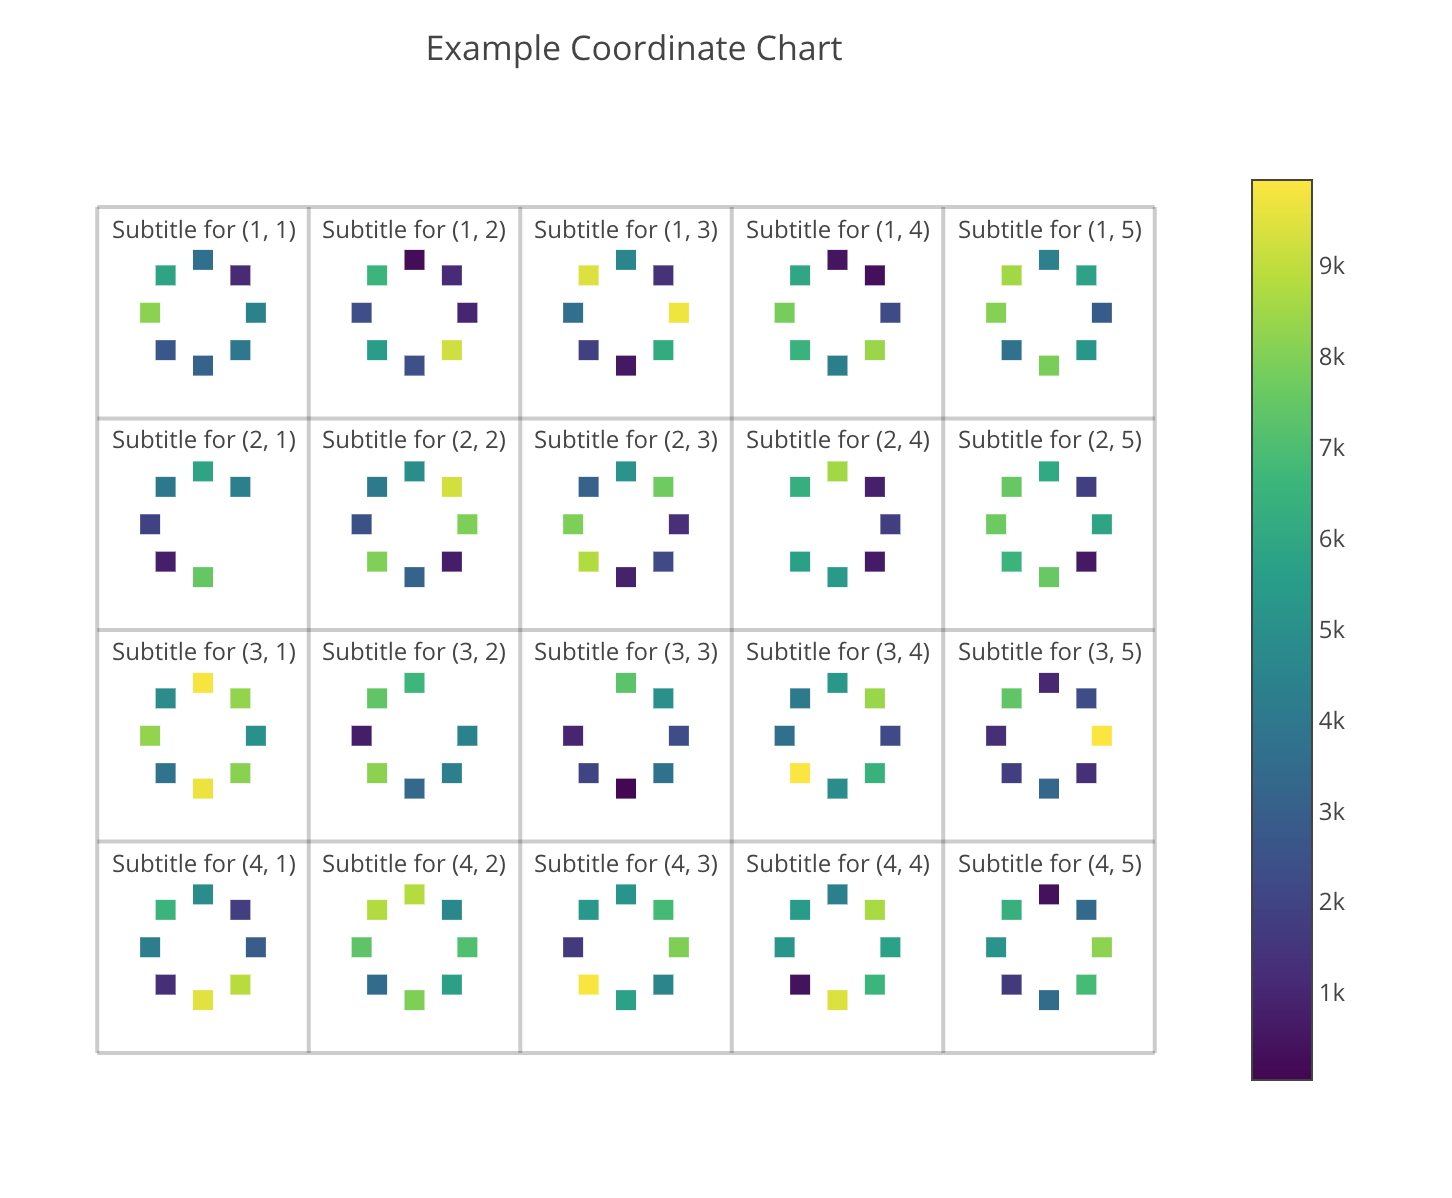 Example Coordinate Chart
Subtitle for (1, 1) Subtitle for (1, 2) Subtitle for (1, 3) Subtitle for (1, 4) Subtitle for (1, 5)
Subtitle for (2, 1) Subtitle for (2, 2) Subtitle for (2, 3) Subtitle for (2, 4) Subtitle for (2, 5)
Subtitle for (3, 1) Subtitle for (3, 2) Subtitle for (3, 3) Subtitle for (3, 4) Subtitle for (3, 5)
Subtitle for (4, 1) Subtitle for (4, 2) Subtitle for (4, 3) Subtitle for (4, 4) Subtitle for (4, 5)
9k
8k
7k
6k
5k
4k
3k
2k
1k